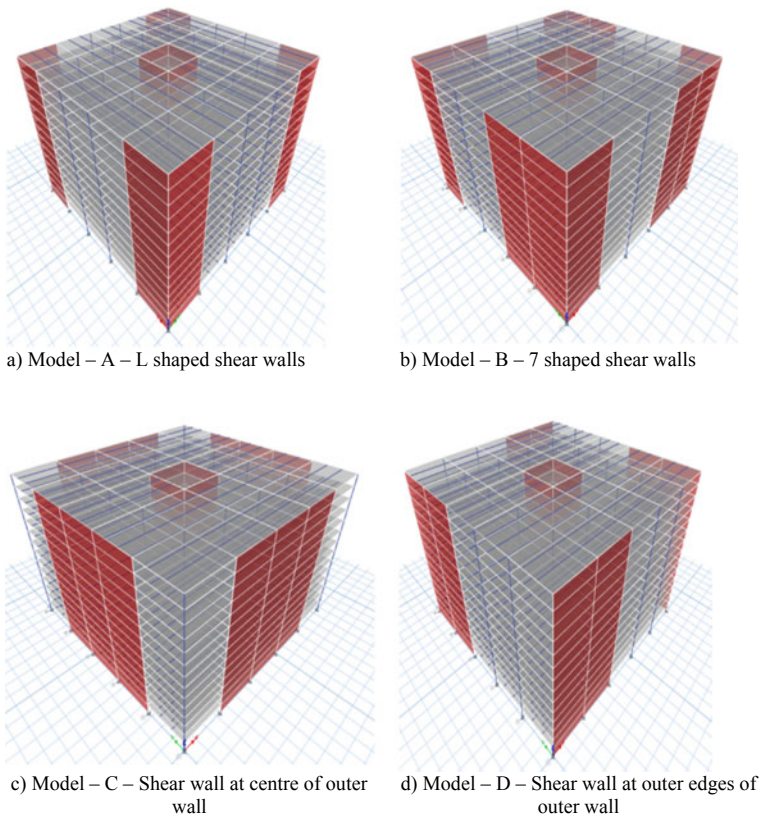 a) Model – A – L shaped shear walls
b) Model – B – 7 shaped shear walls
c) Model – C – Shear wall at centre of outer
wall
d) Model – D – Shear wall at outer edges of
outer wall